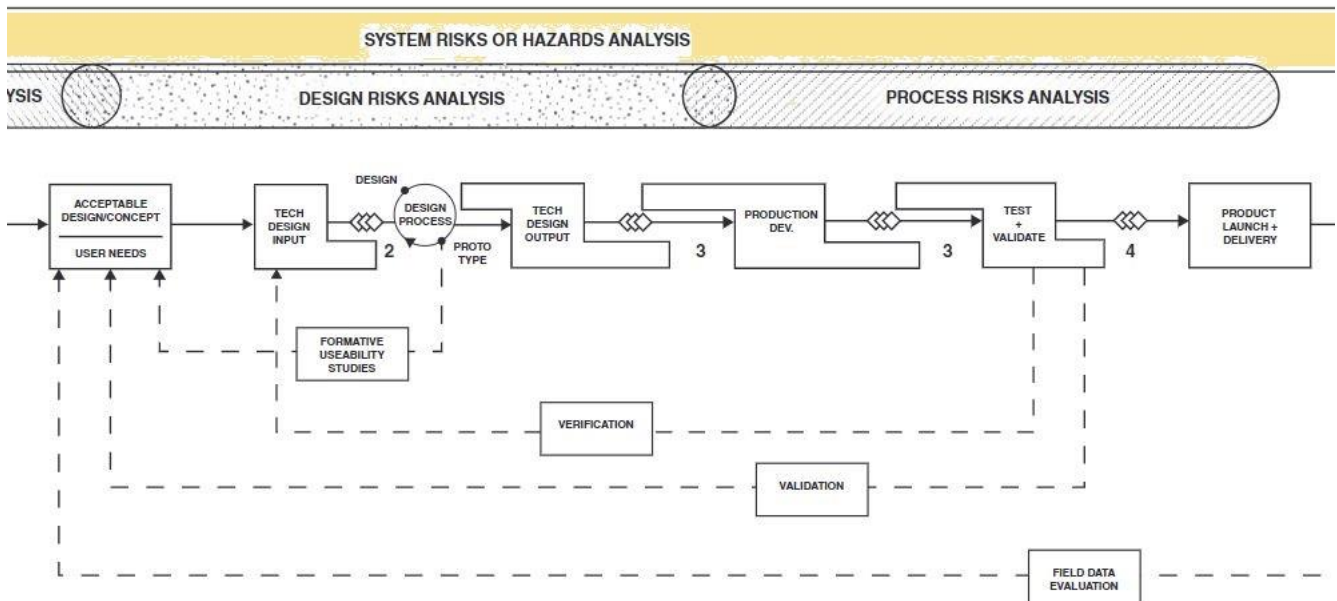 SYSTEM RISKS OR HAZARDS ANALYSIS
YSIS
DESIGN RISKS ANALYSIS
PROCESS RISKS ANALYSIS
ACCEPTABLE
DESIGN/CONCEPT
USER NEEDS
TECH
DESIGN
INPUT
2
DESIGN
DESIGN
PROCESS
PROTO
TYPE
TECH
DESIGN
OUTPUT
3
PRODUCTION
DEV.
3
TEST
+
VALIDATE
4
PRODUCT
LAUNCH +
DELIVERY
FORMATIVE
USEABILITY
STUDIES
VERIFICATION
VALIDATION
FIELD DATA
EVALUATION